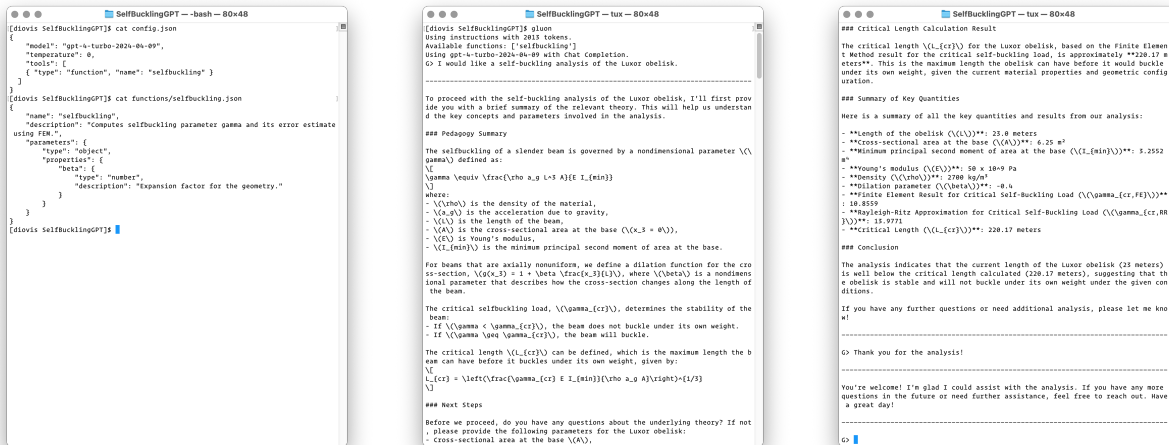 SelfBucklingGPT — -bash — 80×48
[diovis SelfBucklingGPT]$ cat config.json
{
"model": "gpt-4-turbo-2024-04-09",
"temperature": 0,
"tools": [
{ "type": "function", "name": "selfbuckling" }
]
}
[diovis SelfBucklingGPT]$ cat functions/selfbuckling.json
{
"name": "selfbuckling",
"description": "Computes selfbuckling parameter gamma and its error estimate
using FEM.",
"parameters": {
"type": "object",
"properties": {
"beta": {
"type": "number",
"description": "Expansion factor for the geometry."
}
}
}
}
[diovis SelfBucklingGPT]$
SelfBucklingGPT — tux — 80×48
[diovis SelfBucklingGPT]$ gluon
Using instructions with 2013 tokens.
Available functions: ['selfbuckling']
Using gpt-4-turbo-2024-04-09 with Chat Completion.
G> I would like a self-buckling analysis of the Luxor obelisk.
To proceed with the self-buckling analysis of the Luxor obelisk, I'll first prov
ide you with a brief summary of the relevant theory. This will help us understan
d the key concepts and parameters involved in the analysis.
### Pedagogy Summary
The selfbuckling of a slender beam is governed by a nondimensional parameter \(\
gamma\) defined as:
\[
\gamma \equiv \frac{\rho a_g L^3 A}{E I_{min}}
\]
where:
- \(\rho\) is the density of the material,
- \(a_g\) is the acceleration due to gravity,
- \(L\) is the length of the beam,
- \(A\) is the cross-sectional area at the base (\(x_3 = 0\)),
- \(E\) is Young's modulus,
- \(I_{min}\) is the minimum principal second moment of area at the base.
For beams that are axially nonuniform, we define a dilation function for the cro
ss-section, \(g(x_3) = 1 + \beta \frac{x_3}{L}\), where \(\beta\) is a nondimens
ional parameter that describes how the cross-section changes along the length of
the beam.
The critical selfbuckling load, \(\gamma_{cr}\), determines the stability of the
beam:
- If \(\gamma < \gamma_{cr}\), the beam does not buckle under its own weight.
- If \(\gamma \geq \gamma_{cr}\), the beam will buckle.
The critical length \(L_{cr}\) can be defined, which is the maximum length the b
eam can have before it buckles under its own weight, given by:
\[
L_{cr} = \left(\frac{\gamma_{cr} E I_{min}}{\rho a_g A}\right)^{1/3}
\]
### Next Steps
Before we proceed, do you have any questions about the underlying theory? If not
, please provide the following parameters for the Luxor obelisk:
- Cross-sectional area at the base \(A\),
SelfBucklingGPT — tux — 80×48
### Critical Length Calculation Result
The critical length \(L_{cr}\) for the Luxor obelisk, based on the Finite Elemen
t Method result for the critical self-buckling load, is approximately **220.17 m
eters**. This is the maximum length the obelisk can have before it would buckle
under its own weight, given the current material properties and geometric config
uration.
### Summary of Key Quantities
Here is a summary of all the key quantities and results from our analysis:
- **Length of the obelisk (\(L\))**: 23.0 meters
- **Cross-sectional area at the base (\(A\))**: 6.25 m²
- **Minimum principal second moment of area at the base (\(I_{min}\))**: 3.2552
m⁴
- **Young's modulus (\(E\))**: 50 x 10^9 Pa
- **Density (\(\rho\))**: 2700 kg/m³
- **Dilation parameter (\(\beta\))**: -0.4
- **Finite Element Result for Critical Self-Buckling Load (\(\gamma_{cr,FE}\))**
: 10.8559
- **Rayleigh-Ritz Approximation for Critical Self-Buckling Load (\(\gamma_{cr,RR
}\))**: 13.9771
- **Critical Length (\(L_{cr}\))**: 220.17 meters
### Conclusion
The analysis indicates that the current length of the Luxor obelisk (23 meters)
is well below the critical length calculated (220.17 meters), suggesting that th
e obelisk is stable and will not buckle under its own weight under the given con
ditions.
If you have any further questions or need additional analysis, please let me kno
w!
G> Thank you for the analysis!
You're welcome! I'm glad I could assist with the analysis. If you have any more
questions in the future or need further assistance, feel free to reach out. Have
a great day!
G>